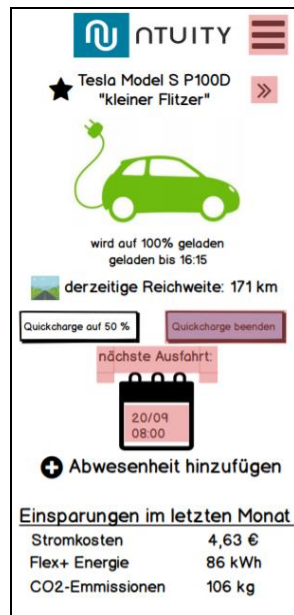 NTUITY
Tesla Model S P100D
"kleiner Flitzer"
wird auf 100% geladen
geladen bis 16:15
derzeitige Reichweite: 171 km
Quickcharge auf 50 %
Quickcharge beenden
nächste Ausfahrt:
20/09
08:00
Abwesenheit hinzufügen
Einsparungen im letzten Monat
Stromkosten 4,63 €
Flex+ Energie 86 kWh
CO2-Emmissionen 106 kg